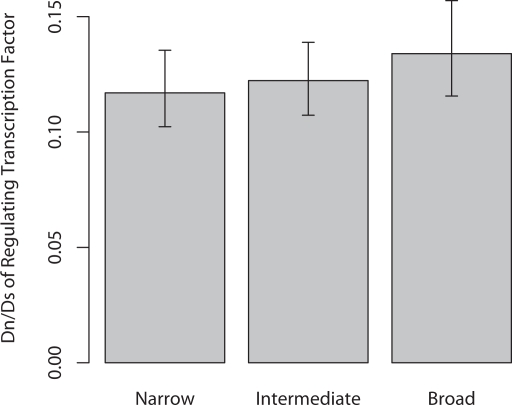 Dn/Ds of Regulating Transcription Factor
0.15
0.10
0.05
0.00
Narrow
Intermediate
Broad